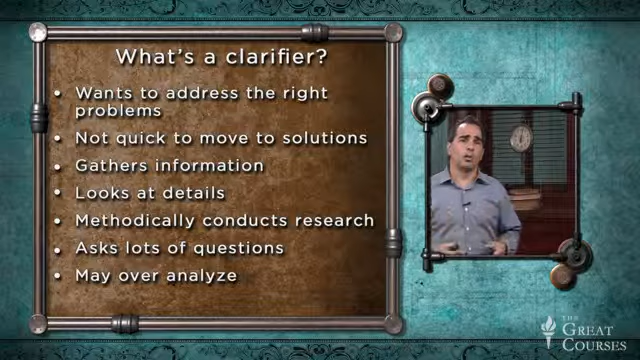 What's a clarifier?
• Wants to address the right
problems
• Not quick to move to solutions
• Gathers information
• Looks at details
• Methodically conducts research
• Asks lots of questions
• May over analyze
THE
GREAT
COURSES